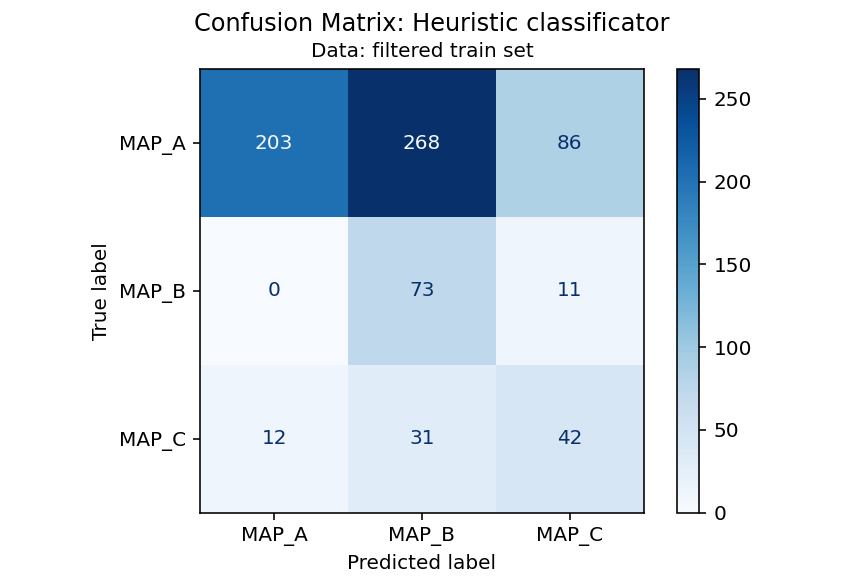 Confusion Matrix: Heuristic classificator
Data: filtered train set
MAP_A 203 268 86
MAP_B 0 73 11
MAP_C 12 31 42
MAP_A MAP_B MAP_C
Predicted label
True label
250
200
150
100
50
0